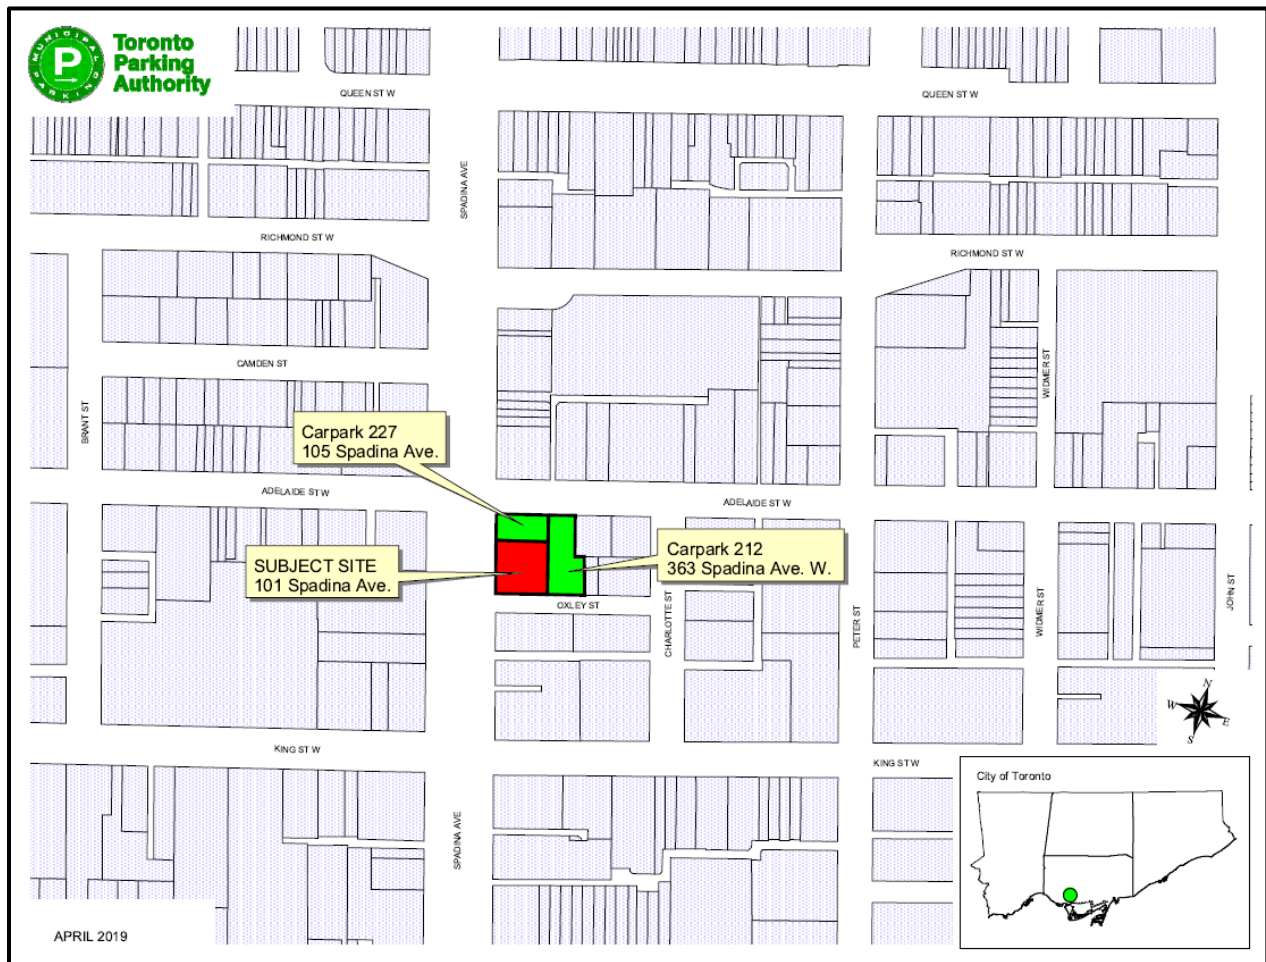 MUNICIPAL PARKING
P
Toronto
Parking
Authority
QUEEN ST W
QUEEN ST W
SPADINA AVE
RICHMOND ST W
RICHMOND ST W
CAMDEN ST
WIDMER ST
BRANT ST
Carpark 227
105 Spadina Ave.
ADELAIDE ST W
ADELAIDE ST W
SUBJECT SITE
101 Spadina Ave.
Carpark 212
363 Spadina Ave. W.
OXLEY ST
CHARLOTTE ST
PETER ST
WIDMER ST
JOHN ST
N
W
E
S
KING ST W
KING ST W
SPADINA AVE
City of Toronto
APRIL 2019